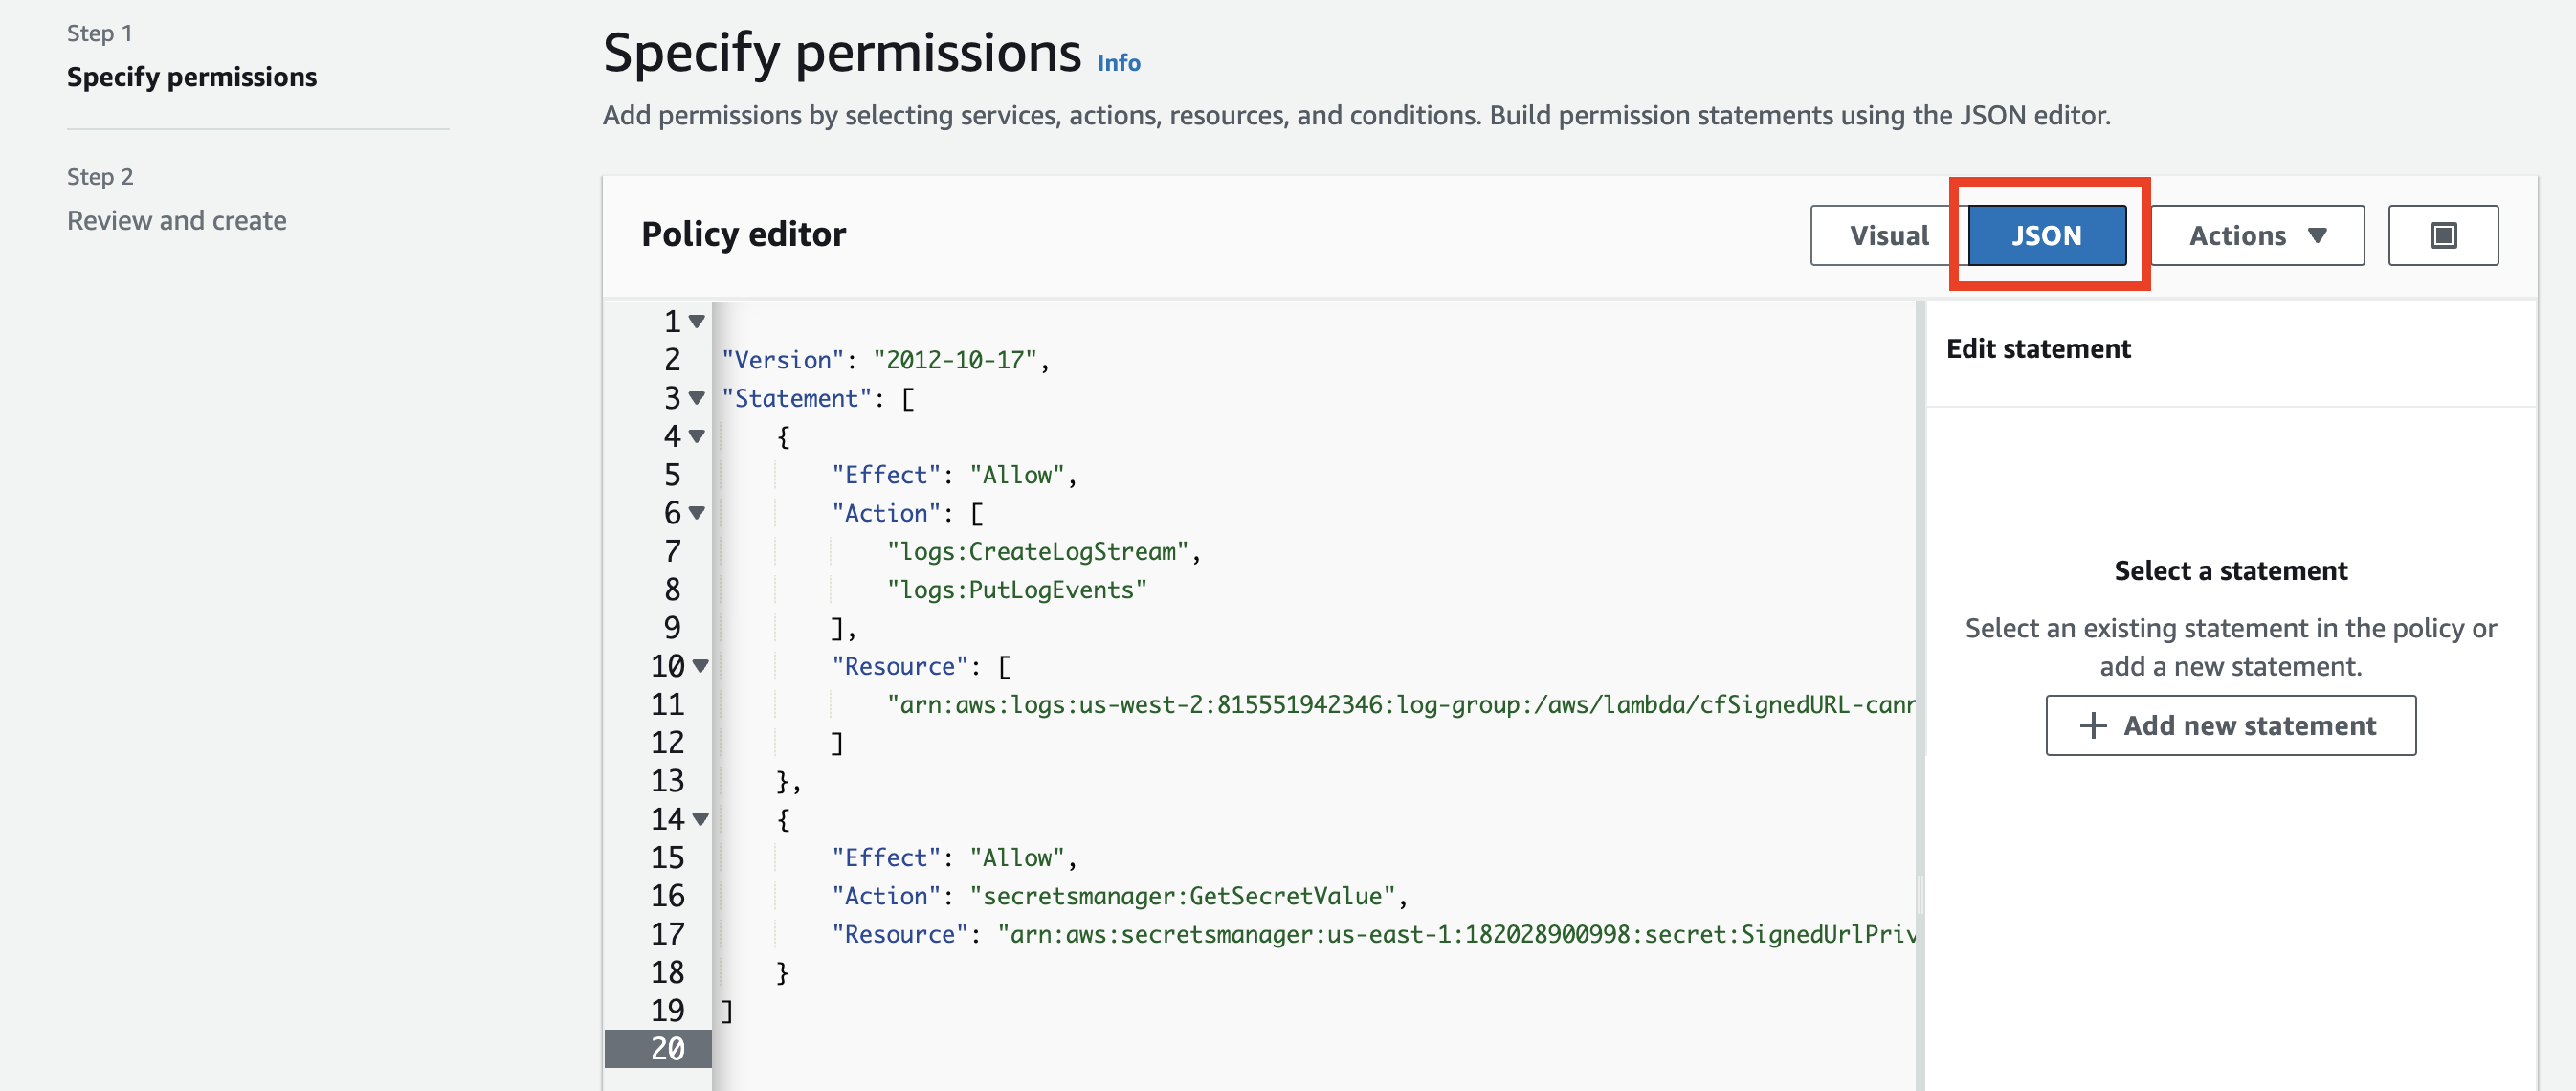 Step 1
Specify permissions
Step 2
Review and create
Specify permissions Info
Add permissions by selecting services, actions, resources, and conditions. Build permission statements using the JSON editor.
Policy editor
Visual
JSON
Actions
1
2 "Version": "2012-10-17",
3 "Statement": [
4 {
5 "Effect": "Allow",
6 "Action": [
7 "logs:CreateLogStream",
8 "logs:PutLogEvents"
9 ],
10 "Resource": [
11 "arn:aws:logs:us-west-2:815551942346:log-group:/aws/lambda/cfSignedURL-
12 ]
13 },
14 {
15 "Effect": "Allow",
16 "Action": "secretsmanager:GetSecretValue",
17 "Resource": "arn:aws:secretsmanager:us-east-1:182028900998:secret:SignedUrlPriv
18 }
19 ]
20
Edit statement
Select a statement
Select an existing statement in the policy or
add a new statement.
+ Add new statement